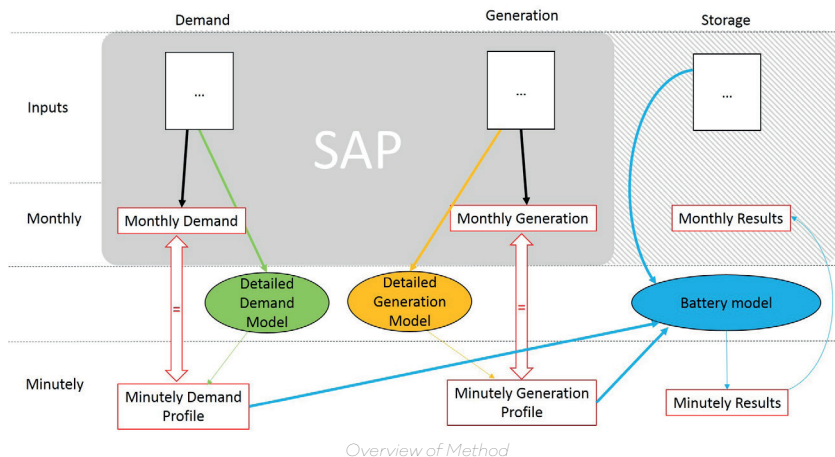 Demand
Generation
Storage
Inputs
...
...
...
SAP
Monthly
Monthly Demand
Monthly Generation
Monthly Results
=
=
Detailed
Demand
Model
Detailed
Generation
Model
Battery model
Minutely
Minutely Demand
Profile
Minutely Generation
Profile
Minutely Results
Overview of Method